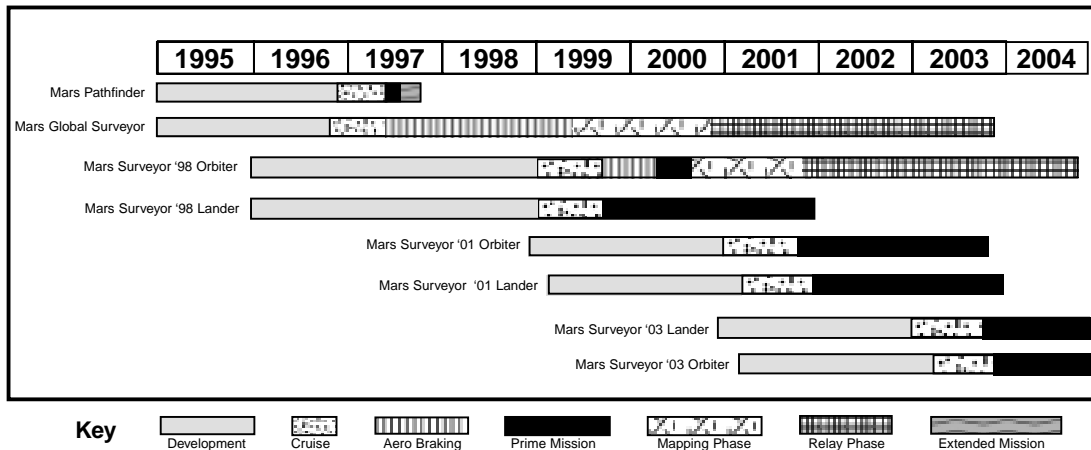 1995 1996 1997 1998 1999 2000 2001 2002 2003 2004
Mars Pathfinder
Mars Global Surveyor
Mars Surveyor ‘98 Orbiter
Mars Surveyor ‘98 Lander
Mars Surveyor ‘01 Orbiter
Mars Surveyor ‘01 Lander
Mars Surveyor ‘03 Lander
Mars Surveyor ‘03 Orbiter
Key
Development Cruise Aero Braking Prime Mission Mapping Phase Relay Phase Extended Mission